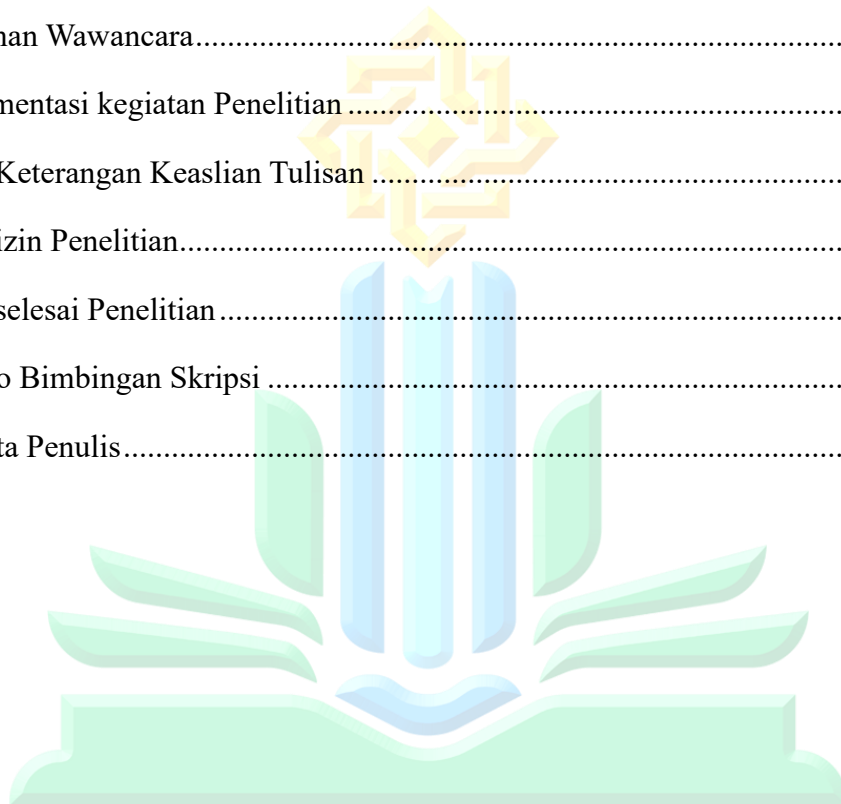 nan Wawancara............................................................................
mentasi kegiatan Penelitian .........................................................
Keterangan Keaslian Tulisan ......................................................
izin Penelitian.............................................................................
selesai Penelitian ........................................................................
o Bimbingan Skripsi ...................................................................
ta Penulis....................................................................................